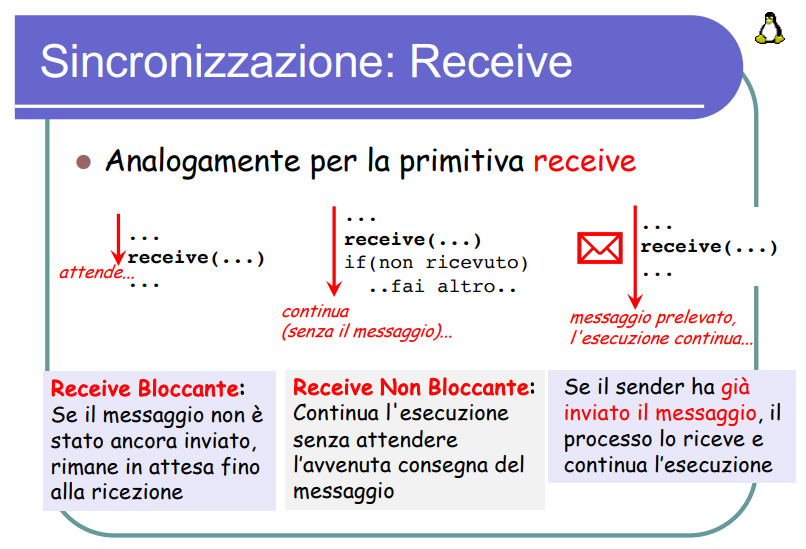 Sincronizzazione: Receive
Analogamente per la primitiva receive
...
receive(...)
attende...
...
...
receive(...)
if(non ricevuto)
..fai altro..
continua
(senza il messaggio)...
...
receive(...)
...
messaggio prelevato,
l'esecuzione continua...
Receive Bloccante:
Se il messaggio non è
stato ancora inviato,
rimane in attesa fino
alla ricezione
Receive Non Bloccante:
Continua l'esecuzione
senza attendere
l’avvenuta consegna del
messaggio
Se il sender ha già
inviato il messaggio, il
processo lo riceve e
continua l’esecuzione